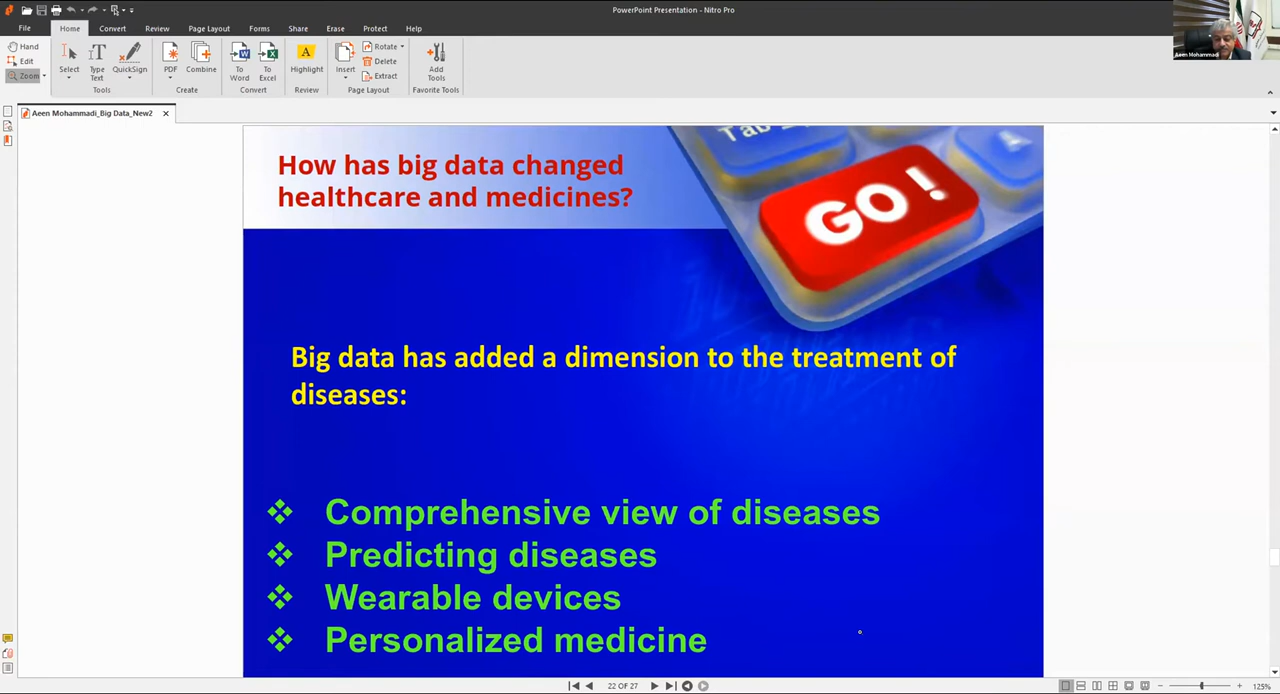 PowerPoint Presentation - Nitro Pro
File Home Convert Review Page Layout Forms Share Erase Protect Help
Hand
Edit
Zoom
Select
Type Text
QuickSign
Tools
PDF
Combine
Create
To Word
To Excel
Convert
Highlight
Review
Insert
Rotate
Delete
Extract
Page Layout
Add Tools
Favorite Tools
Aeen Mohammadi
Aeen Mohammadi_Big Data_New2
How has big data changed
healthcare and medicines?
Tab
GO!
Big data has added a dimension to the treatment of
diseases:
❖ Comprehensive view of diseases
❖ Predicting diseases
❖ Wearable devices
❖ Personalized medicine
22 OF 27
125%